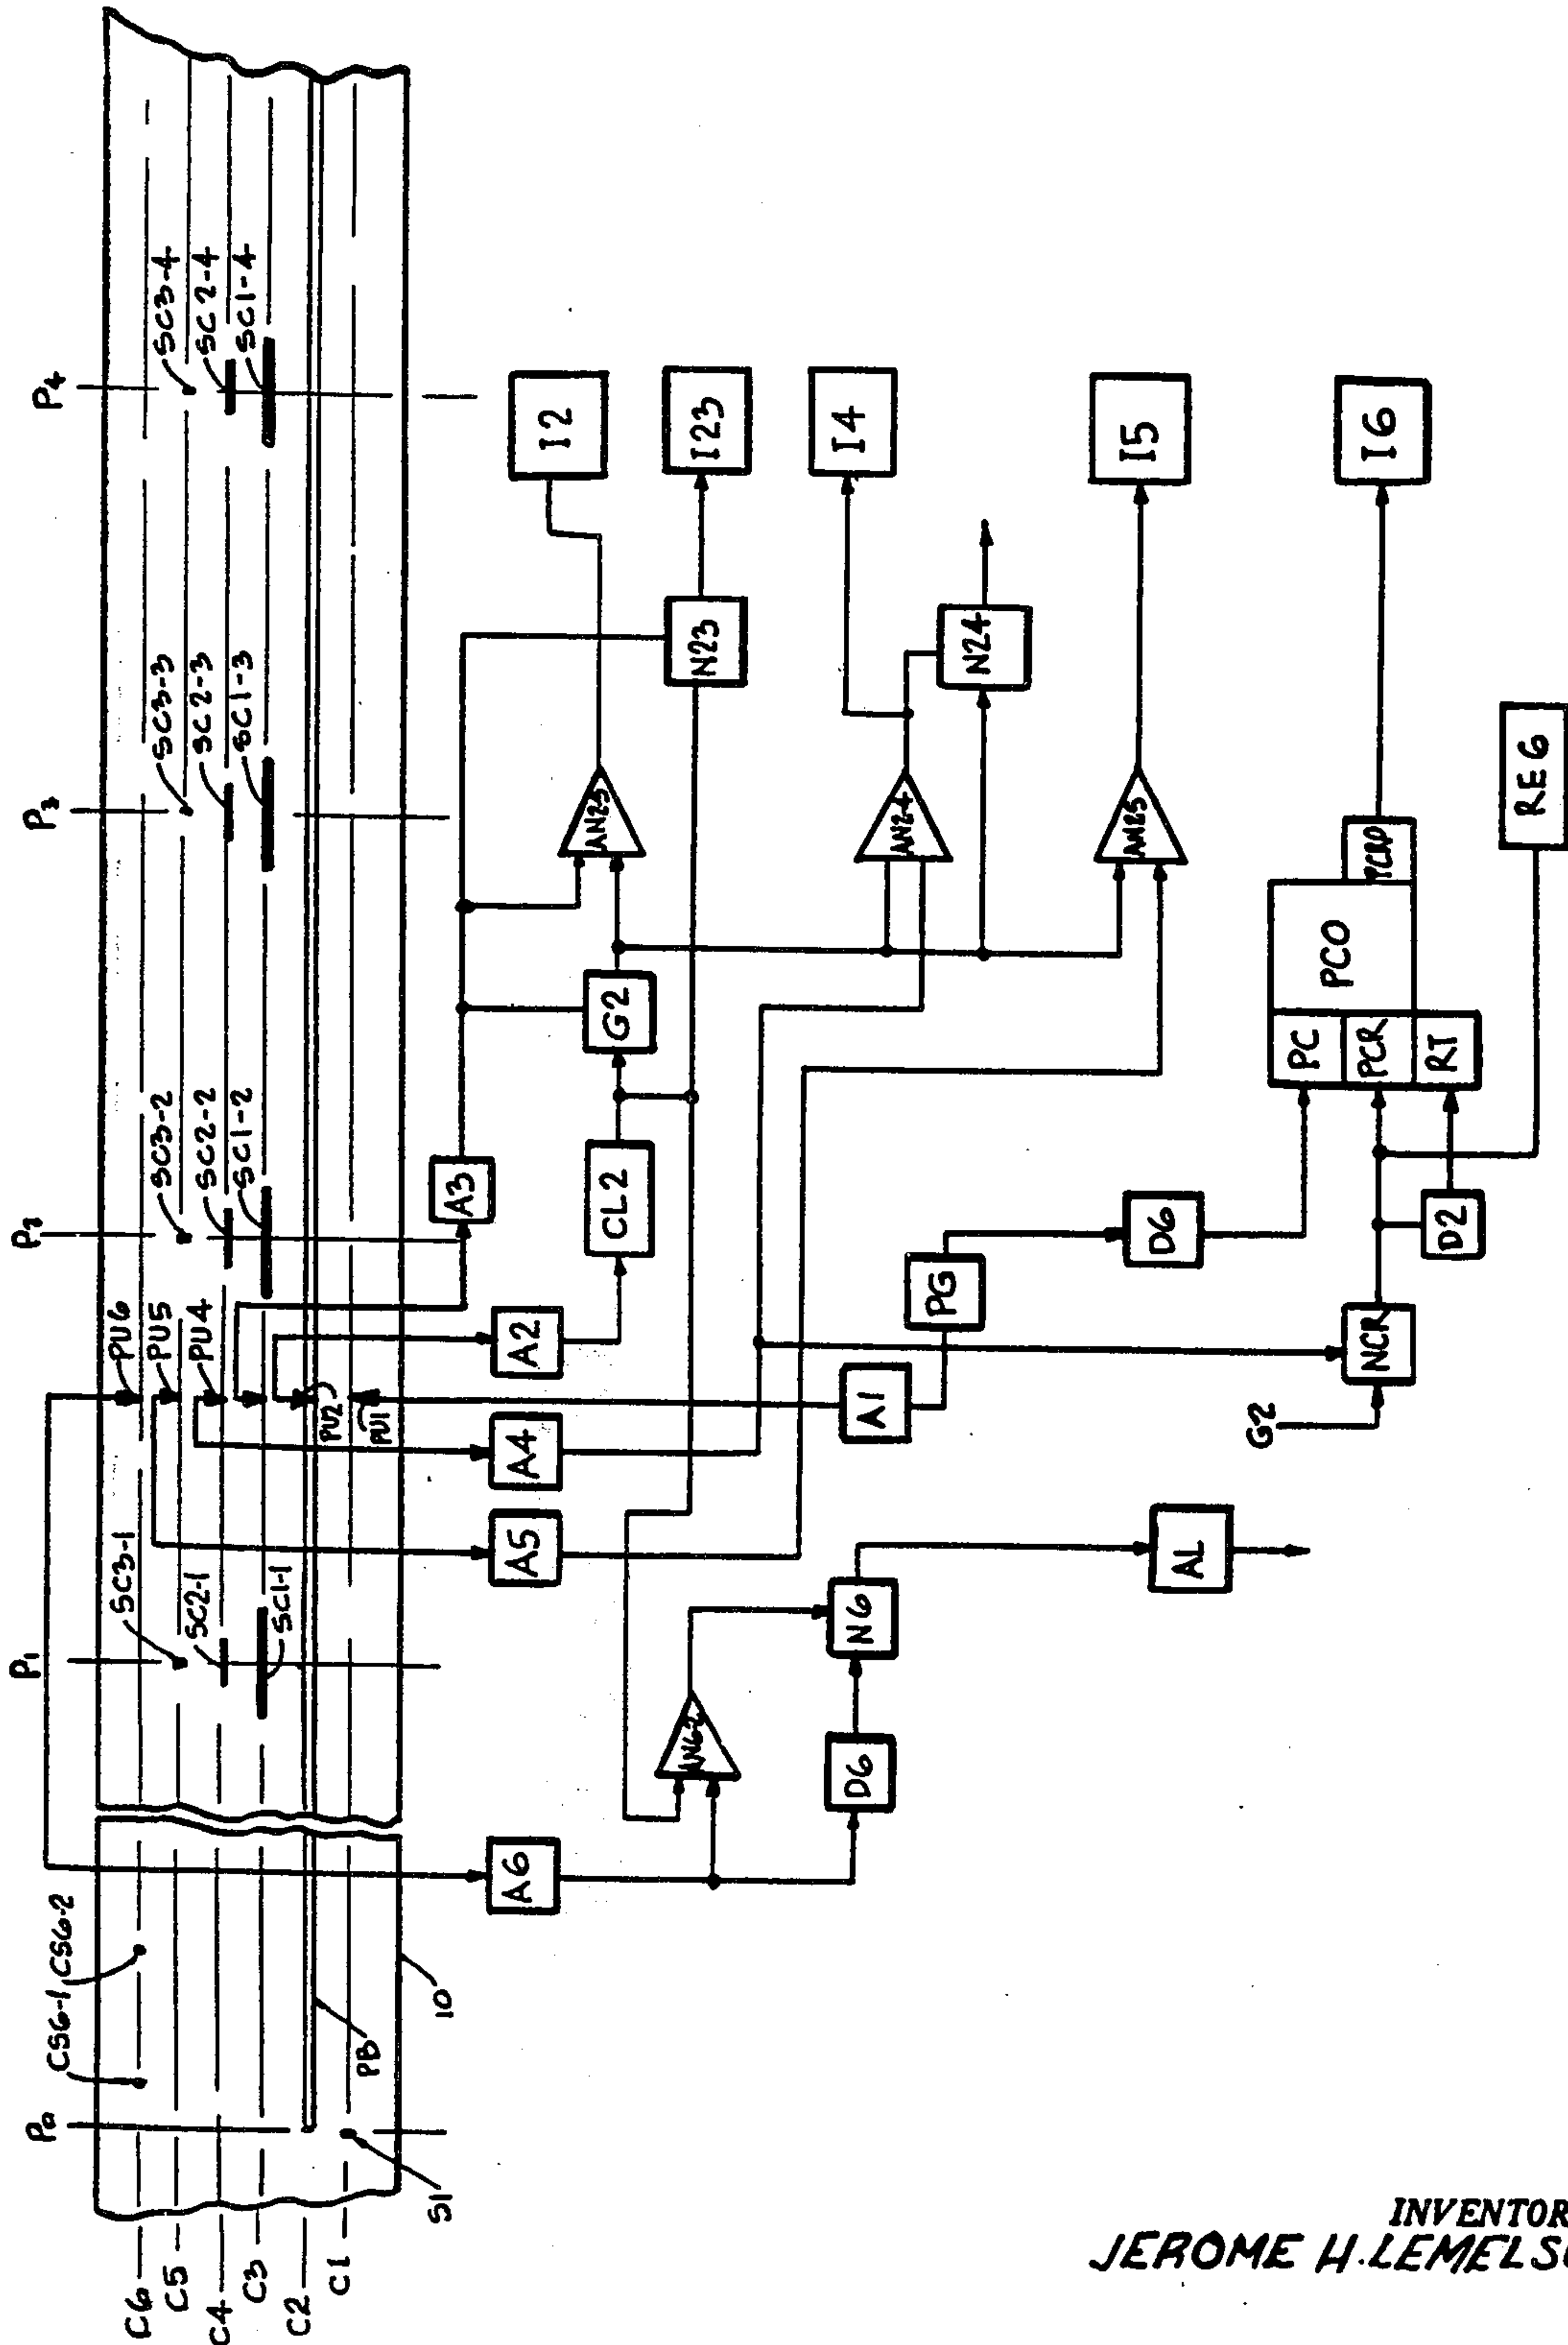 P₀
P₁
P₂
P₃
P₄
CS6-1, CS6-2
C6
C5
C4
C3
C2
C1
S1
PB
10
SC3-1
SC2-1
SC1-1
PU6
PU5
PU4
PU2
PU1
SC3-2
SC2-2
SC1-2
SC3-3
SC2-3
SC1-3
SC3-4
SC2-4
SC1-4
A6
A5
A4
A2
A3
A1
CL2
G2
AN23
I2
N23
I23
AN24
I4
N24
AN25
I5
AN62
D6
N6
AL
PG
D6
G2
NCR
D2
PC
PCR
RT
PCO
I6
RE6
INVENTOR
JEROME H. LEMELS